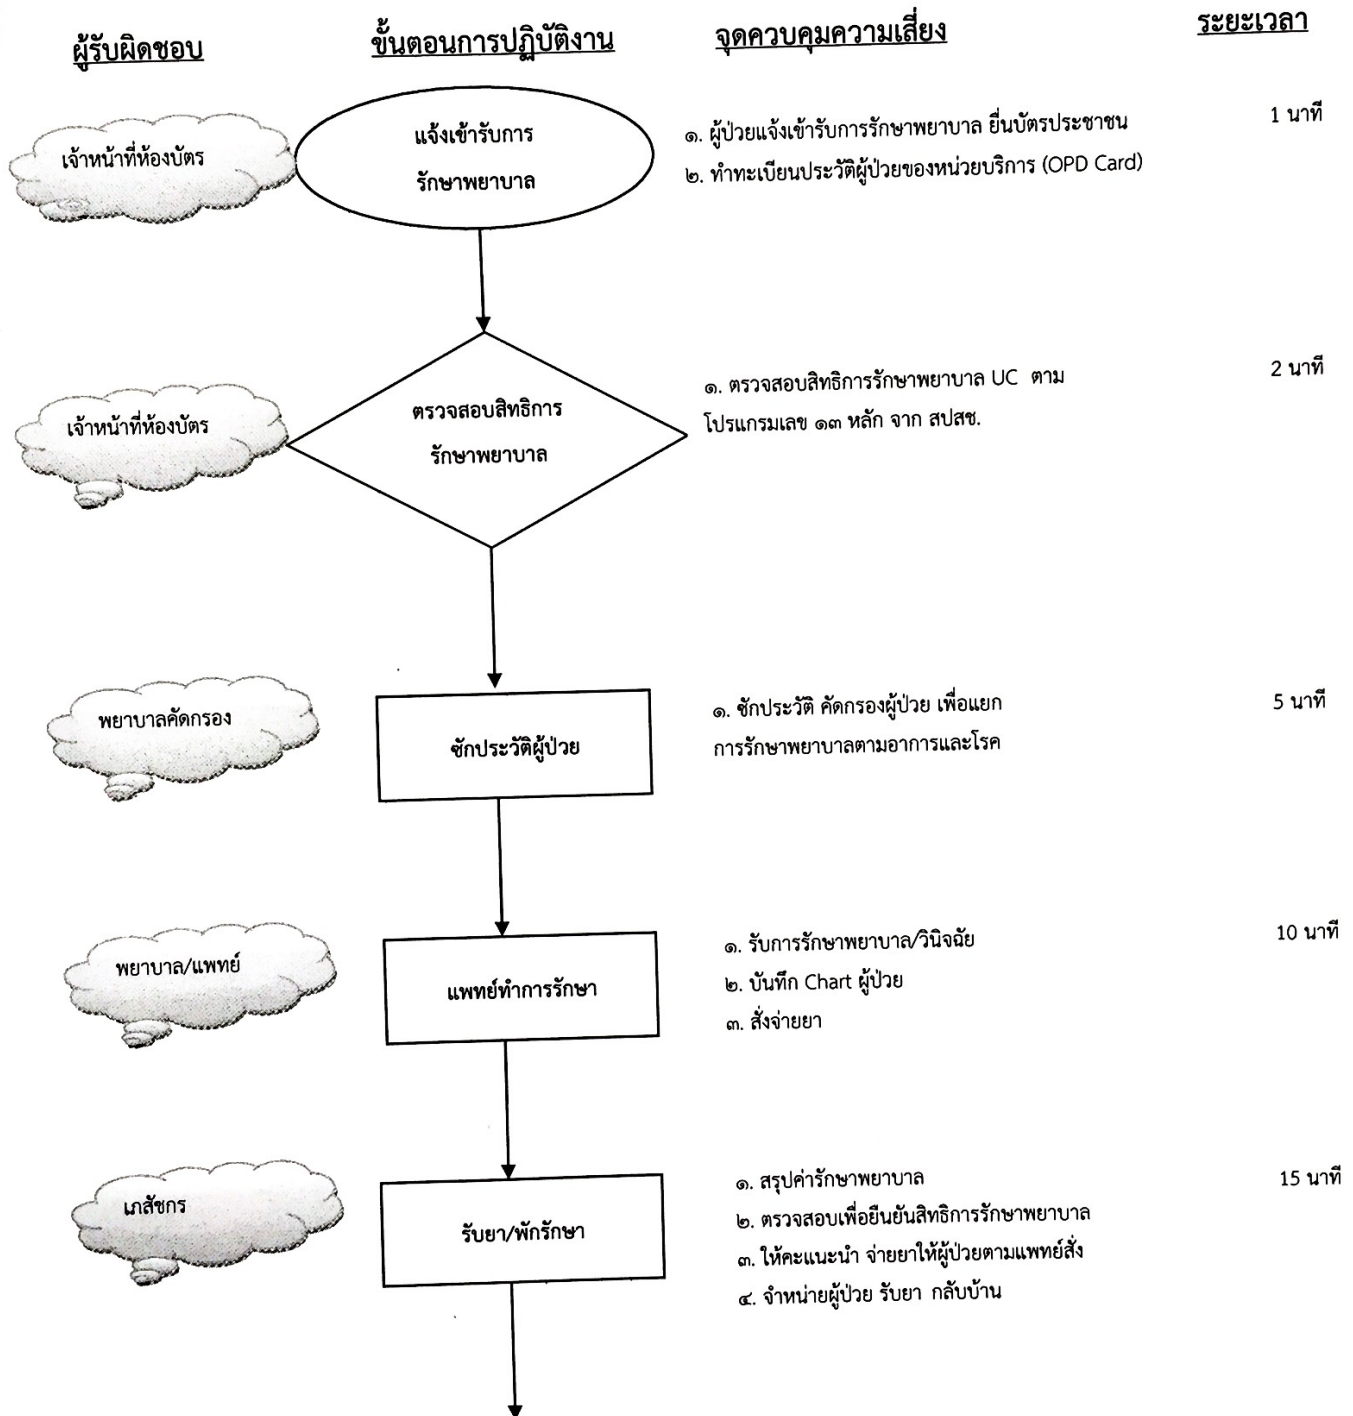 ผู้รับผิดชอบ ขั้นตอนการปฏิบัติงาน จุดควบคุมความเสี่ยง ระยะเวลา
เจ้าหน้าที่ห้องบัตร
แจ้งเข้ารับการ
รักษาพยาบาล
๑. ผู้ป่วยแจ้งเข้ารับการรักษาพยาบาล ยื่นบัตรประชาชน
๒. ทำทะเบียนประวัติผู้ป่วยของหน่วยบริการ (OPD Card)
1 นาที
เจ้าหน้าที่ห้องบัตร
ตรวจสอบสิทธิการ
รักษาพยาบาล
๑. ตรวจสอบสิทธิการรักษาพยาบาล UC ตาม
โปรแกรมเลข ๑๓ หลัก จาก สปสช.
2 นาที
พยาบาลคัดกรอง
ซักประวัติผู้ป่วย
๑. ซักประวัติ คัดกรองผู้ป่วย เพื่อแยก
การรักษาพยาบาลตามอาการและโรค
5 นาที
พยาบาล/แพทย์
แพทย์ทำการรักษา
๑. รับการรักษาพยาบาล/วินิจฉัย
๒. บันทึก Chart ผู้ป่วย
๓. สั่งจ่ายยา
10 นาที
เภสัชกร
รับยา/พักรักษา
๑. สรุปค่ารักษาพยาบาล
๒. ตรวจสอบเพื่อยืนยันสิทธิการรักษาพยาบาล
๓. ให้คะแนะนำ จ่ายยาให้ผู้ป่วยตามแพทย์สั่ง
๔. จำหน่ายผู้ป่วย รับยา กลับบ้าน
15 นาที